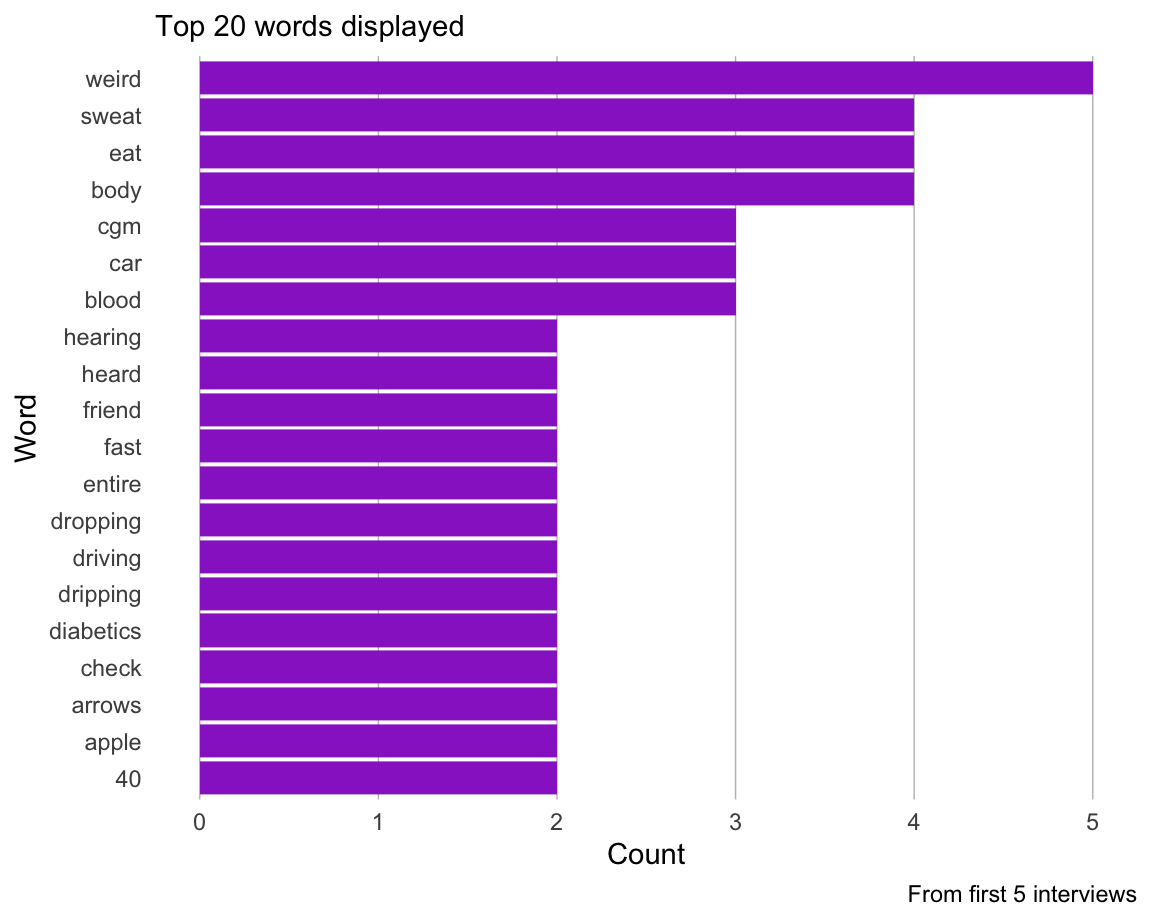 Top 20 words displayed
Word
weird
sweat
eat
body
cgm
car
blood
hearing
heard
friend
fast
entire
dropping
driving
dripping
diabetics
check
arrows
apple
40
0 1 2 3 4 5
Count
From first 5 interviews